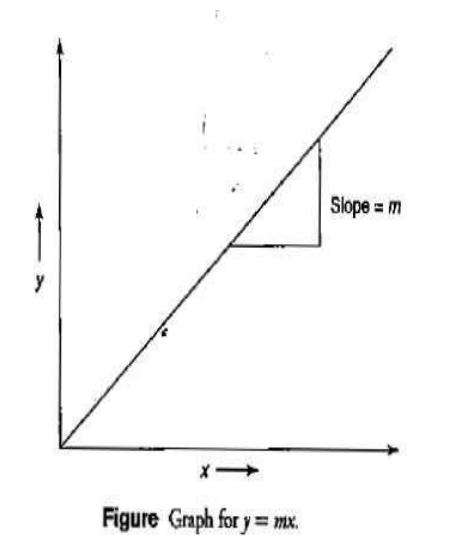 Slope = m
y
x
Figure Graph for y = mx.